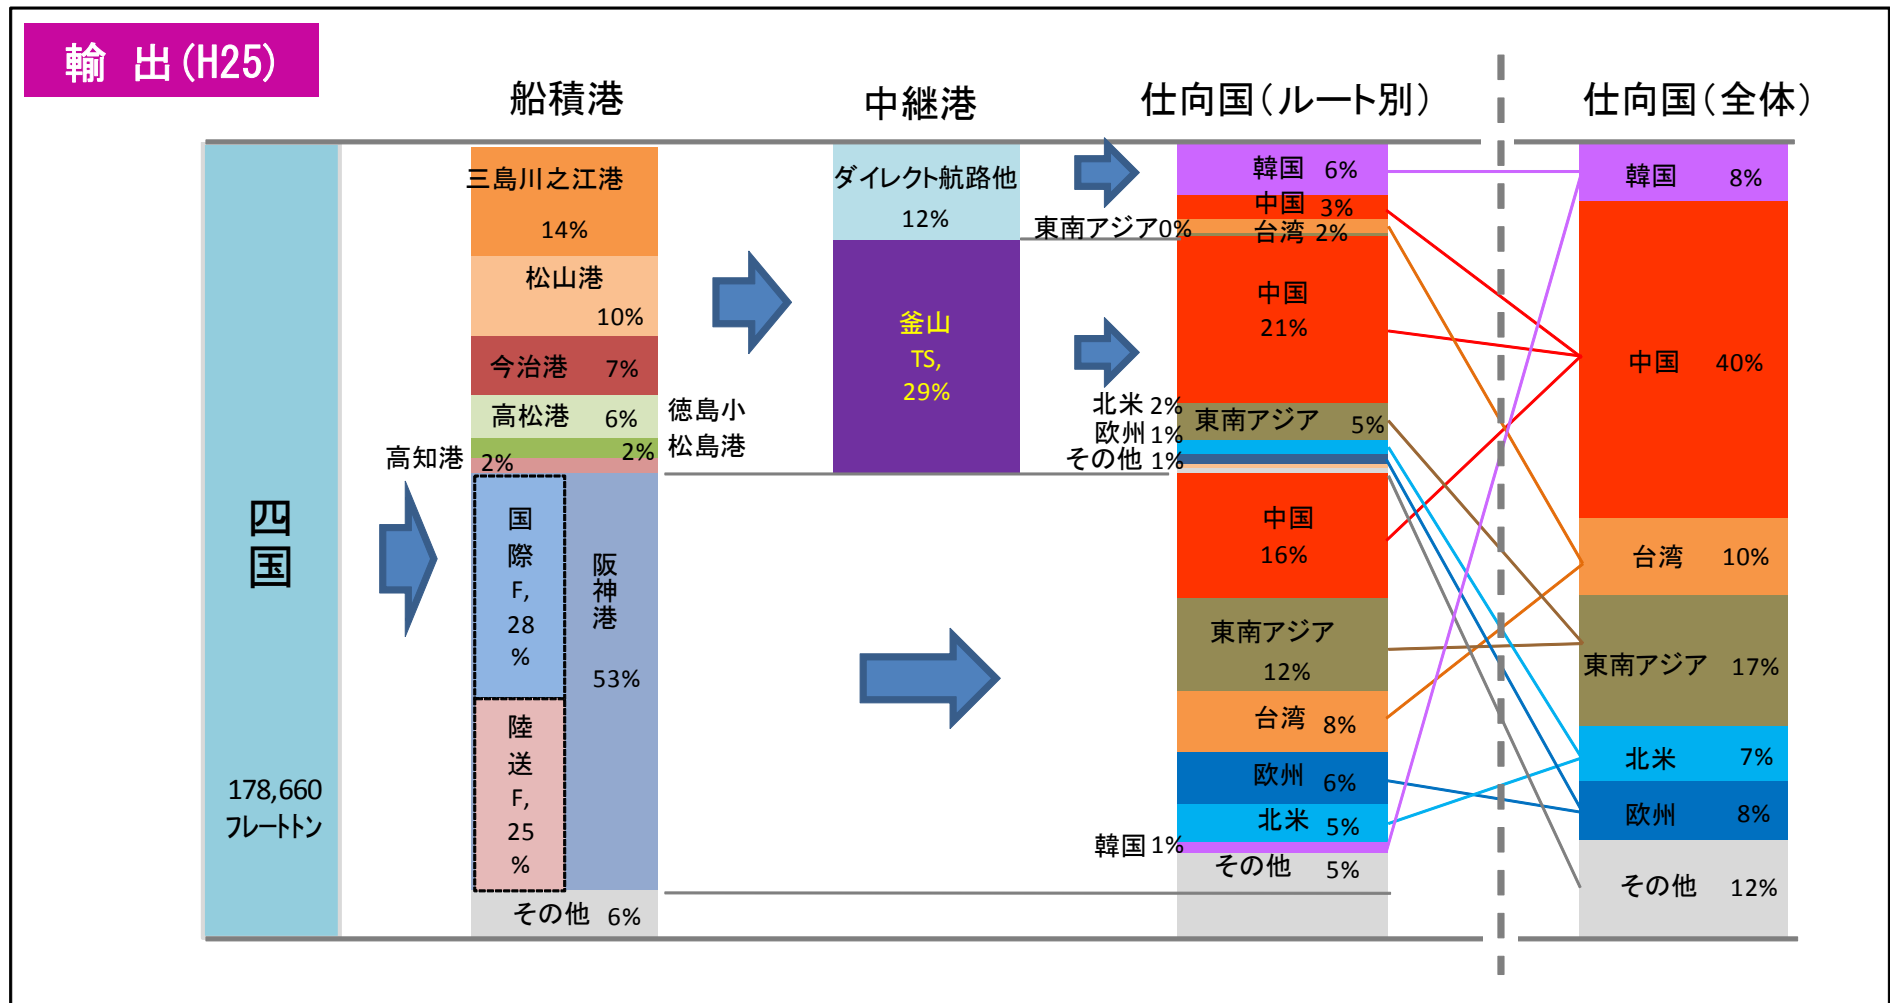 輸 出(H25)
船積港
中継港
仕向国(ルート別)
仕向国(全体)
四国
178,660
フレートトン
三島川之江港
14%
松山港
10%
今治港 7%
高松港 6%
徳島小
松島港
2%
高知港 2%
国際F, 28%
陸送F, 25%
阪神港
53%
その他 6%
ダイレクト航路他
12%
釜山
TS,
29%
韓国 6%
中国 3%
台湾 2%
東南アジア0%
中国
21%
東南アジア 5%
北米 2%
欧州 1%
その他 1%
中国
16%
東南アジア
12%
台湾 8%
欧州 6%
北米 5%
韓国 1%
その他 5%
韓国 8%
中国 40%
台湾 10%
東南アジア 17%
北米 7%
欧州 8%
その他 12%